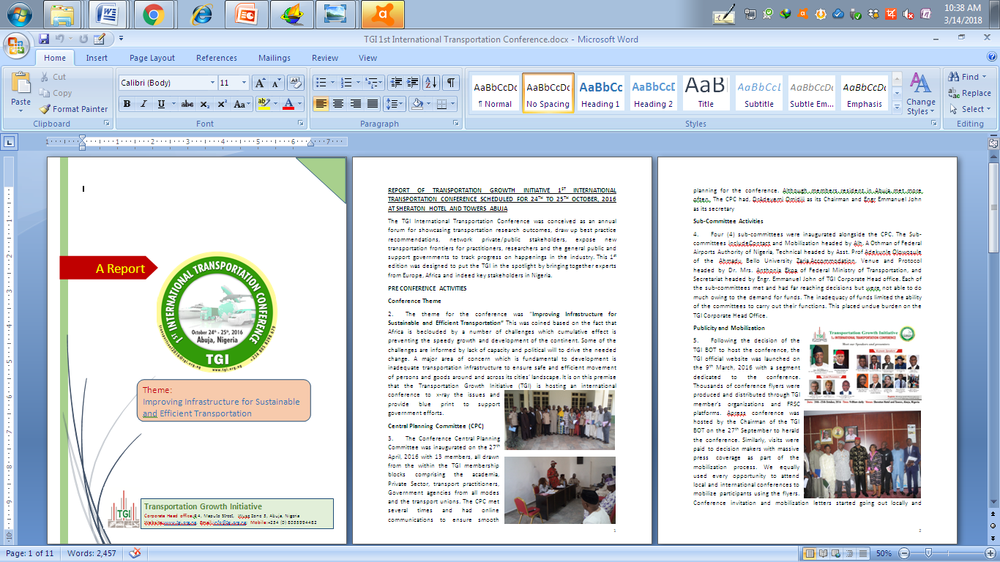 10:38 AM
3/14/2018
TGI 1st International Transportation Conference.docx - Microsoft Word
Home Insert Page Layout References Mailings Review View
Paste
Cut
Copy
Format Painter
Clipboard
Calibri (Body) 11
Font
Paragraph
AaBbCcDc AaBbCcDc AaBbCc AaBbCcD AaB AaBbCcL AaBbCcDc AaBbCcDc
¶ Normal No Spacing Heading 1 Heading 2 Title Subtitle Subtle Em... Emphasis
Change Styles
Styles
Find
Replace
Select
Editing
A Report
1ST INTERNATIONAL TRANSPORTATION CONFERENCE
October 24th - 25th, 2016
Abuja, Nigeria
TGI
www.tgi.org.ng
Theme:
Improving Infrastructure for Sustainable
and Efficient Transportation
TGI
Transportation Growth Initiative
REPORT OF TRANSPORTATION GROWTH INITIATIVE 1ST INTERNATIONAL
TRANSPORTATION CONFERENCE SCHEDULED FOR 24TH TO 25TH OCTOBER, 2016
AT SHERATON HOTEL AND TOWERS ABUJA
The TGI International Transportation Conference was conceived as an annual
forum for showcasing transportation research outcomes, draw up best practice
recommendations, network private/public stakeholders, expose new
transportation frontiers for practitioners, researchers and the general public and
support governments to track progress on happenings in the industry. This 1st
edition was designed to put the TGI in the spotlight by bringing together experts
from Europe, Africa and indeed key stakeholders in Nigeria.
PRE CONFERENCE ACTIVITIES
Conference Theme
2. The theme for the conference was "Improving Infrastructure for
Sustainable and Efficient Transportation" This was coined based on the fact that
Africa is beclouded by a number of challenges which cumulative effect is
preventing the speedy growth and development of the continent. Some of the
challenges are informed by lack of capacity and political will to drive the needed
change. A major area of concern which is fundamental to development is
inadequate transportation infrastructure to ensure safe and efficient movement
of persons and goods around and across its cities' landscape. It is on this premise
that the Transportation Growth Initiative (TGI) is hosting an international
conference to x-ray the issues and
provide blue print to support
government efforts.
Central Planning Committee (CPC)
3. The Conference Central Planning
Committee was inaugurated on the 27th
April, 2016 with 13 members, all drawn
from the within the TGI membership
blocks comprising the academia,
Private Sector, transport practitioners,
Government agencies from all modes
and the transport unions. The CPC met
several times and had online
communications to ensure smooth
1
planning for the conference. Although members resident in Abuja met more
often. The CPC had, DrAdeyemi Omidiji as its Chairman and Engr Emmanuel John
as its secretary
Sub-Committee Activities
4. Four (4) sub-committees were inaugurated alongside the CPC. The Sub-
committees includeContact and Mobilization headed by Alh. A Othman of Federal
Airports Authority of Nigeria, Technical headed by Asst. Prof Adekunle Olowosule
of the Ahmadu Bello University Zaria,Accommodation, Venue and Protocol
headed by Dr. Mrs. Anthonia Ekpa of Federal Ministry of Transportation, and
Secretariat headed by Engr. Emmanuel John of TGI Corporate Head office. Each of
the sub-committees met and had far reaching decisions but were not able to do
much owing to the demand for funds. The inadequacy of funds limited the ability
of the committees to carry out their functions. This placed undue burden on the
TGI Corporate Head Office.
Publicity and Mobilization
5. Following the decision of the
TGI BOT to host the conference, the
TGI official website was launched on
the 9th March, 2016 with a segment
dedicated to the conference.
Thousands of conference flyers were
produced and distributed through TGI
member's organizations and FRSC
platforms. Apress conference was
hosted by the Chairman of the TGI
BOT on the 27th September to herald
the conference. Similarly, visits were
paid to decision makers with massive
press coverage as part of the
mobilization process. We equally
used every opportunity to attend
local and international conferences to
mobilize participants using the flyers.
Conference invitation and mobilization letters started going out locally and
Transportation Growth Initiative
1st INTERNATIONAL TRANSPORTATION CONFERENCE
Meet our Speakers and presenters
2
Page: 1 of 11 Words: 2,457 50%